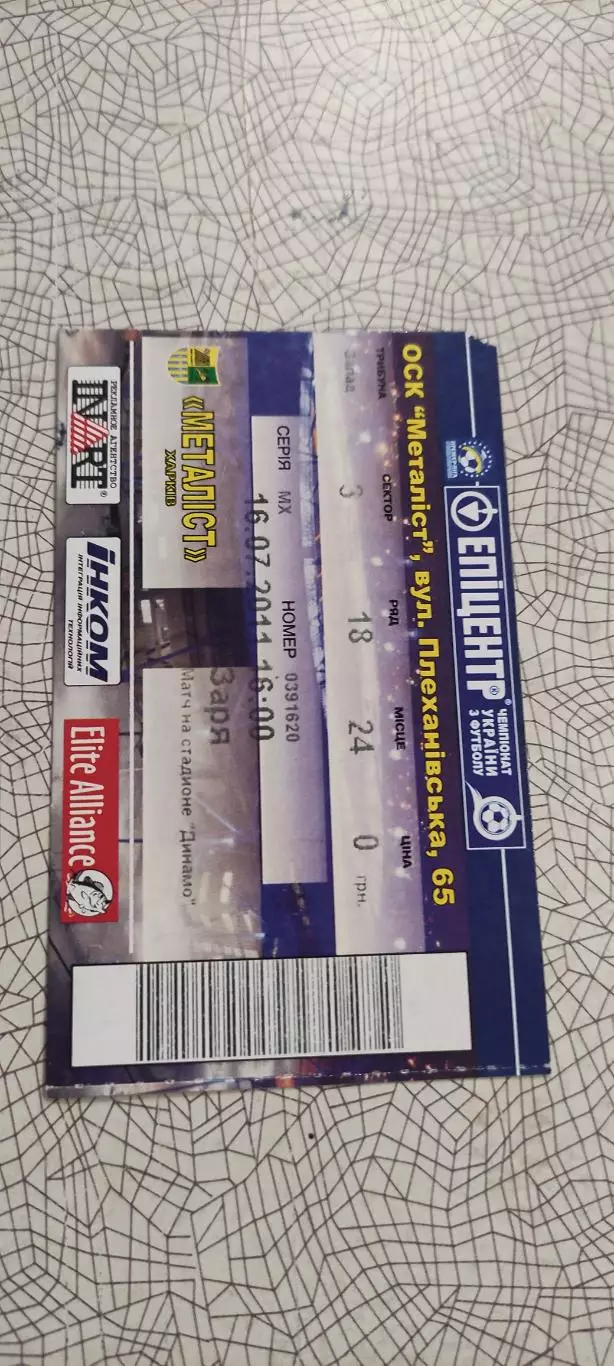 ЕПІЦЕНТР®
ЧЕМПІОНАТ
УКРАЇНИ
З ФУТБОЛУ
ОСК “Металіст”, вул. Плеханівська, 65
ТРИБУНА СЕКТОР РЯД МІСЦЕ ЦІНА
Запад 3 18 24 0 грн.
СЕРІЯ МХ НОМЕР 0391620
16.07.2011 16:00
«МЕТАЛІСТ»
ХАРКІВ
Заря
Матч на стадионе "Динамо"
РЕКЛАМНОЕ АГЕНТСТВО
INART®
ІНКОМ
ІНТЕГРАЦІЯ ІНФОРМАЦІЙНИХ
ТЕХНОЛОГІЙ
Elite Alliance